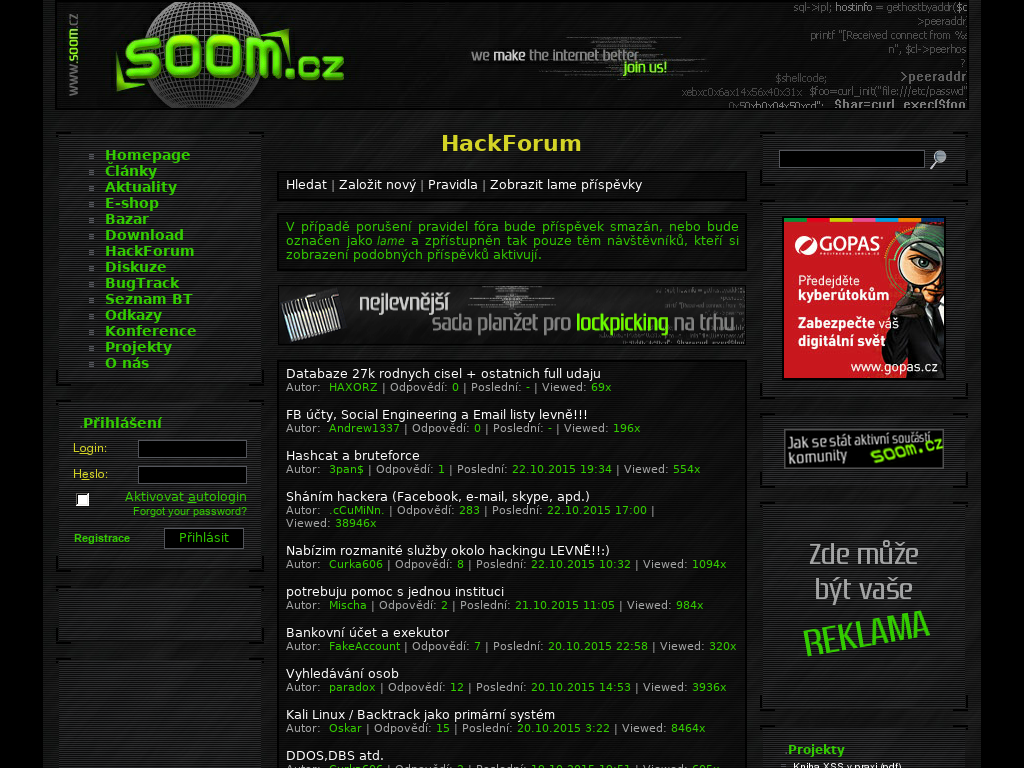 www.soom.cz
soom.cz
we make the internet better.
join us!
sql->ipl; hostinfo = gethostbyaddr($c
>peeraddr
printf "[Received connect from %
n", $cl->peerhos
?
$shellcode; >peeraddr
xebxc0x6ax14x56x40x31x $foo=curl_init("file:///etc/passwd"
$bar=curl_exec($foo
Homepage
Články
Aktuality
E-shop
Bazar
Download
HackForum
Diskuze
BugTrack
Seznam BT
Odkazy
Konference
Projekty
O nás
.Přihlášení
Login:
Heslo:
Aktivovat autologin
Forgot your password?
Registrace
Přihlásit
HackForum
Hledat | Založit nový | Pravidla | Zobrazit lame příspěvky
V případě porušení pravidel fóra bude příspěvek smazán, nebo bude
označen jako lame a zpřístupněn tak pouze těm návštěvníků, kteří si
zobrazení podobných příspěvků aktivují.
nejlevnější
sada planžet pro lockpicking na trhu
Databaze 27k rodnych cisel + ostatnich full udaju
Autor: HAXORZ | Odpovědí: 0 | Poslední: - | Viewed: 69x
FB účty, Social Engineering a Email listy levně!!!
Autor: Andrew1337 | Odpovědí: 0 | Poslední: - | Viewed: 196x
Hashcat a bruteforce
Autor: 3pan$ | Odpovědí: 1 | Poslední: 22.10.2015 19:34 | Viewed: 554x
Sháním hackera (Facebook, e-mail, skype, apd.)
Autor: .cCuMiNn. | Odpovědí: 283 | Poslední: 22.10.2015 17:00 |
Viewed: 38946x
Nabízim rozmanité služby okolo hackingu LEVNĚ!!:)
Autor: Curka606 | Odpovědí: 8 | Poslední: 22.10.2015 10:32 | Viewed: 1094x
potrebuju pomoc s jednou instituci
Autor: Mischa | Odpovědí: 2 | Poslední: 21.10.2015 11:05 | Viewed: 984x
Bankovní účet a exekutor
Autor: FakeAccount | Odpovědí: 7 | Poslední: 20.10.2015 22:58 | Viewed: 320x
Vyhledávání osob
Autor: paradox | Odpovědí: 12 | Poslední: 20.10.2015 14:53 | Viewed: 3936x
Kali Linux / Backtrack jako primární systém
Autor: Oskar | Odpovědí: 15 | Poslední: 20.10.2015 3:22 | Viewed: 8464x
DDOS,DBS atd.
Autor: Curka606 | Odpovědí: 2 | Poslední: 19.10.2015 19:51 | Viewed: 605x
GOPAS
Předejděte
kyberútokům
Zabezpečte váš
digitální svět
www.gopas.cz
Jak se stát aktivní součástí
komunity soom.cz
Zde může
být vaše
REKLAMA
.Projekty
Kniha XSS v praxi (pdf)